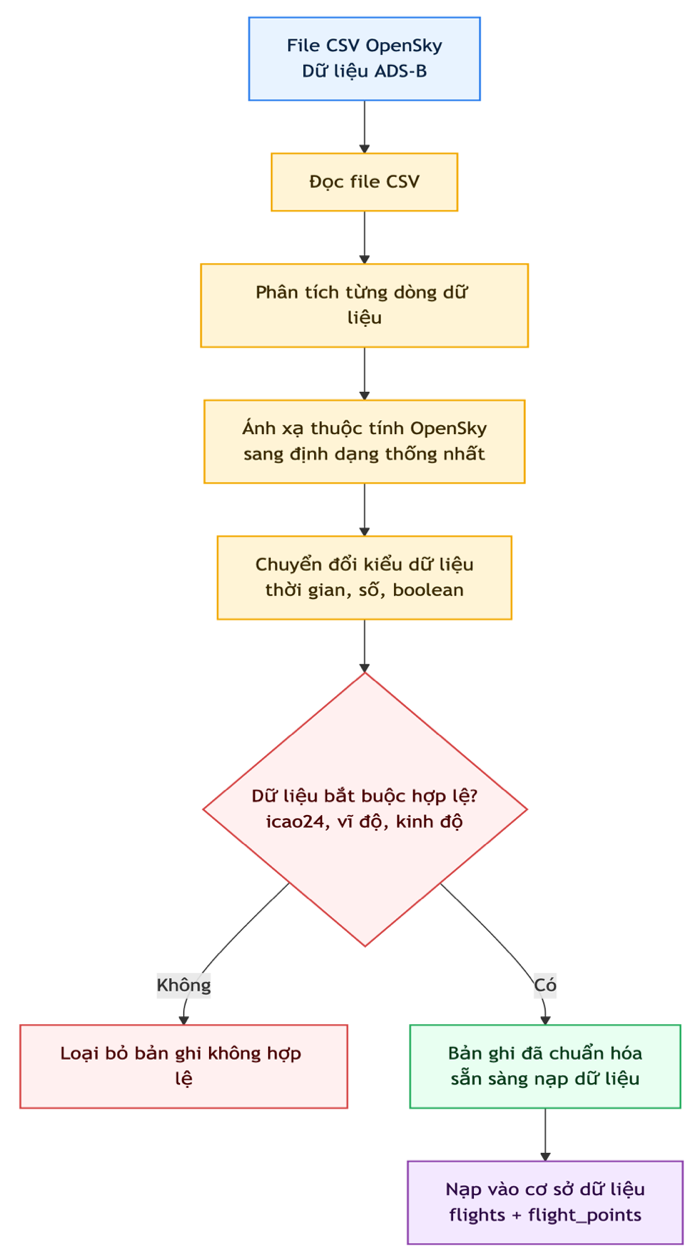 File CSV OpenSky
Dữ liệu ADS-B
Đọc file CSV
Phân tích từng dòng dữ
liệu
Ánh xạ thuộc tính OpenSky
sang định dạng thống nhất
Chuyển đổi kiểu dữ liệu
thời gian, số, boolean
Dữ liệu bắt buộc hợp lệ?
icao24, vĩ độ, kinh độ
Không
Có
Loại bỏ bản ghi không hợp
lệ
Bản ghi đã chuẩn hóa
sẵn sàng nạp dữ liệu
Nạp vào cơ sở dữ liệu
flights + flight_points